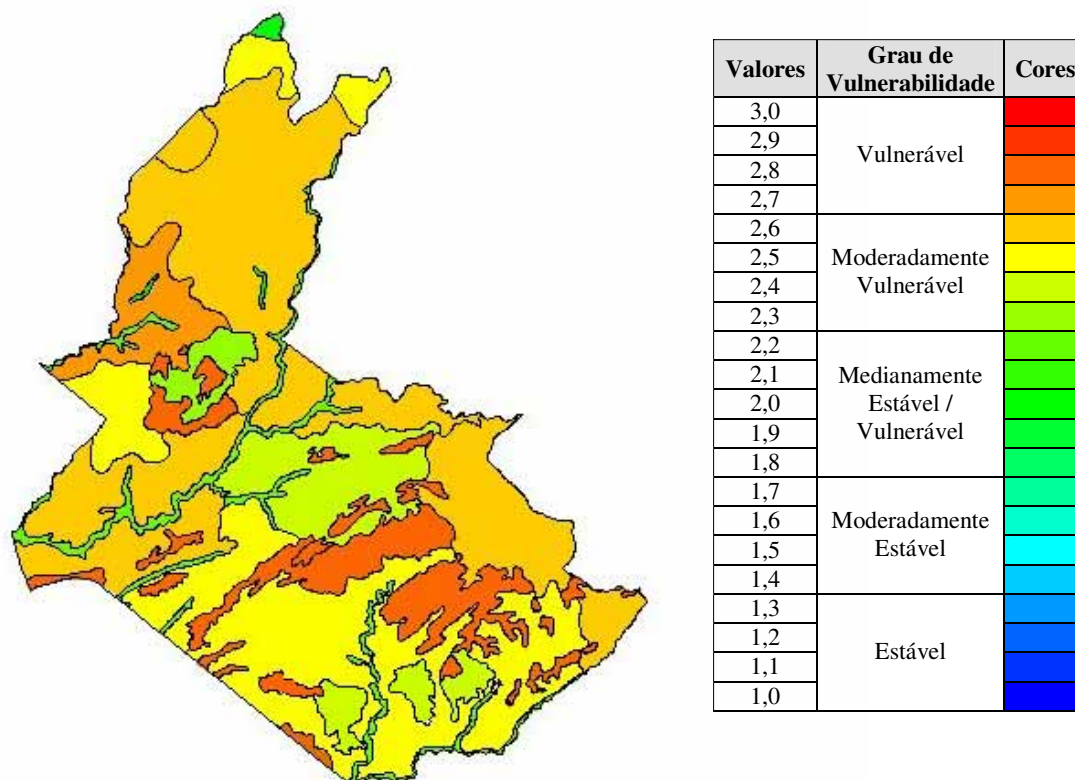 Valores Grau de Vulnerabilidade Cores
3,0
2,9
2,8
2,7
Vulnerável
2,6
2,5
2,4
2,3
Moderadamente
Vulnerável
2,2
2,1
2,0
1,9
1,8
Medianamente
Estável /
Vulnerável
1,7
1,6
1,5
1,4
Moderadamente
Estável
1,3
1,2
1,1
1,0
Estável